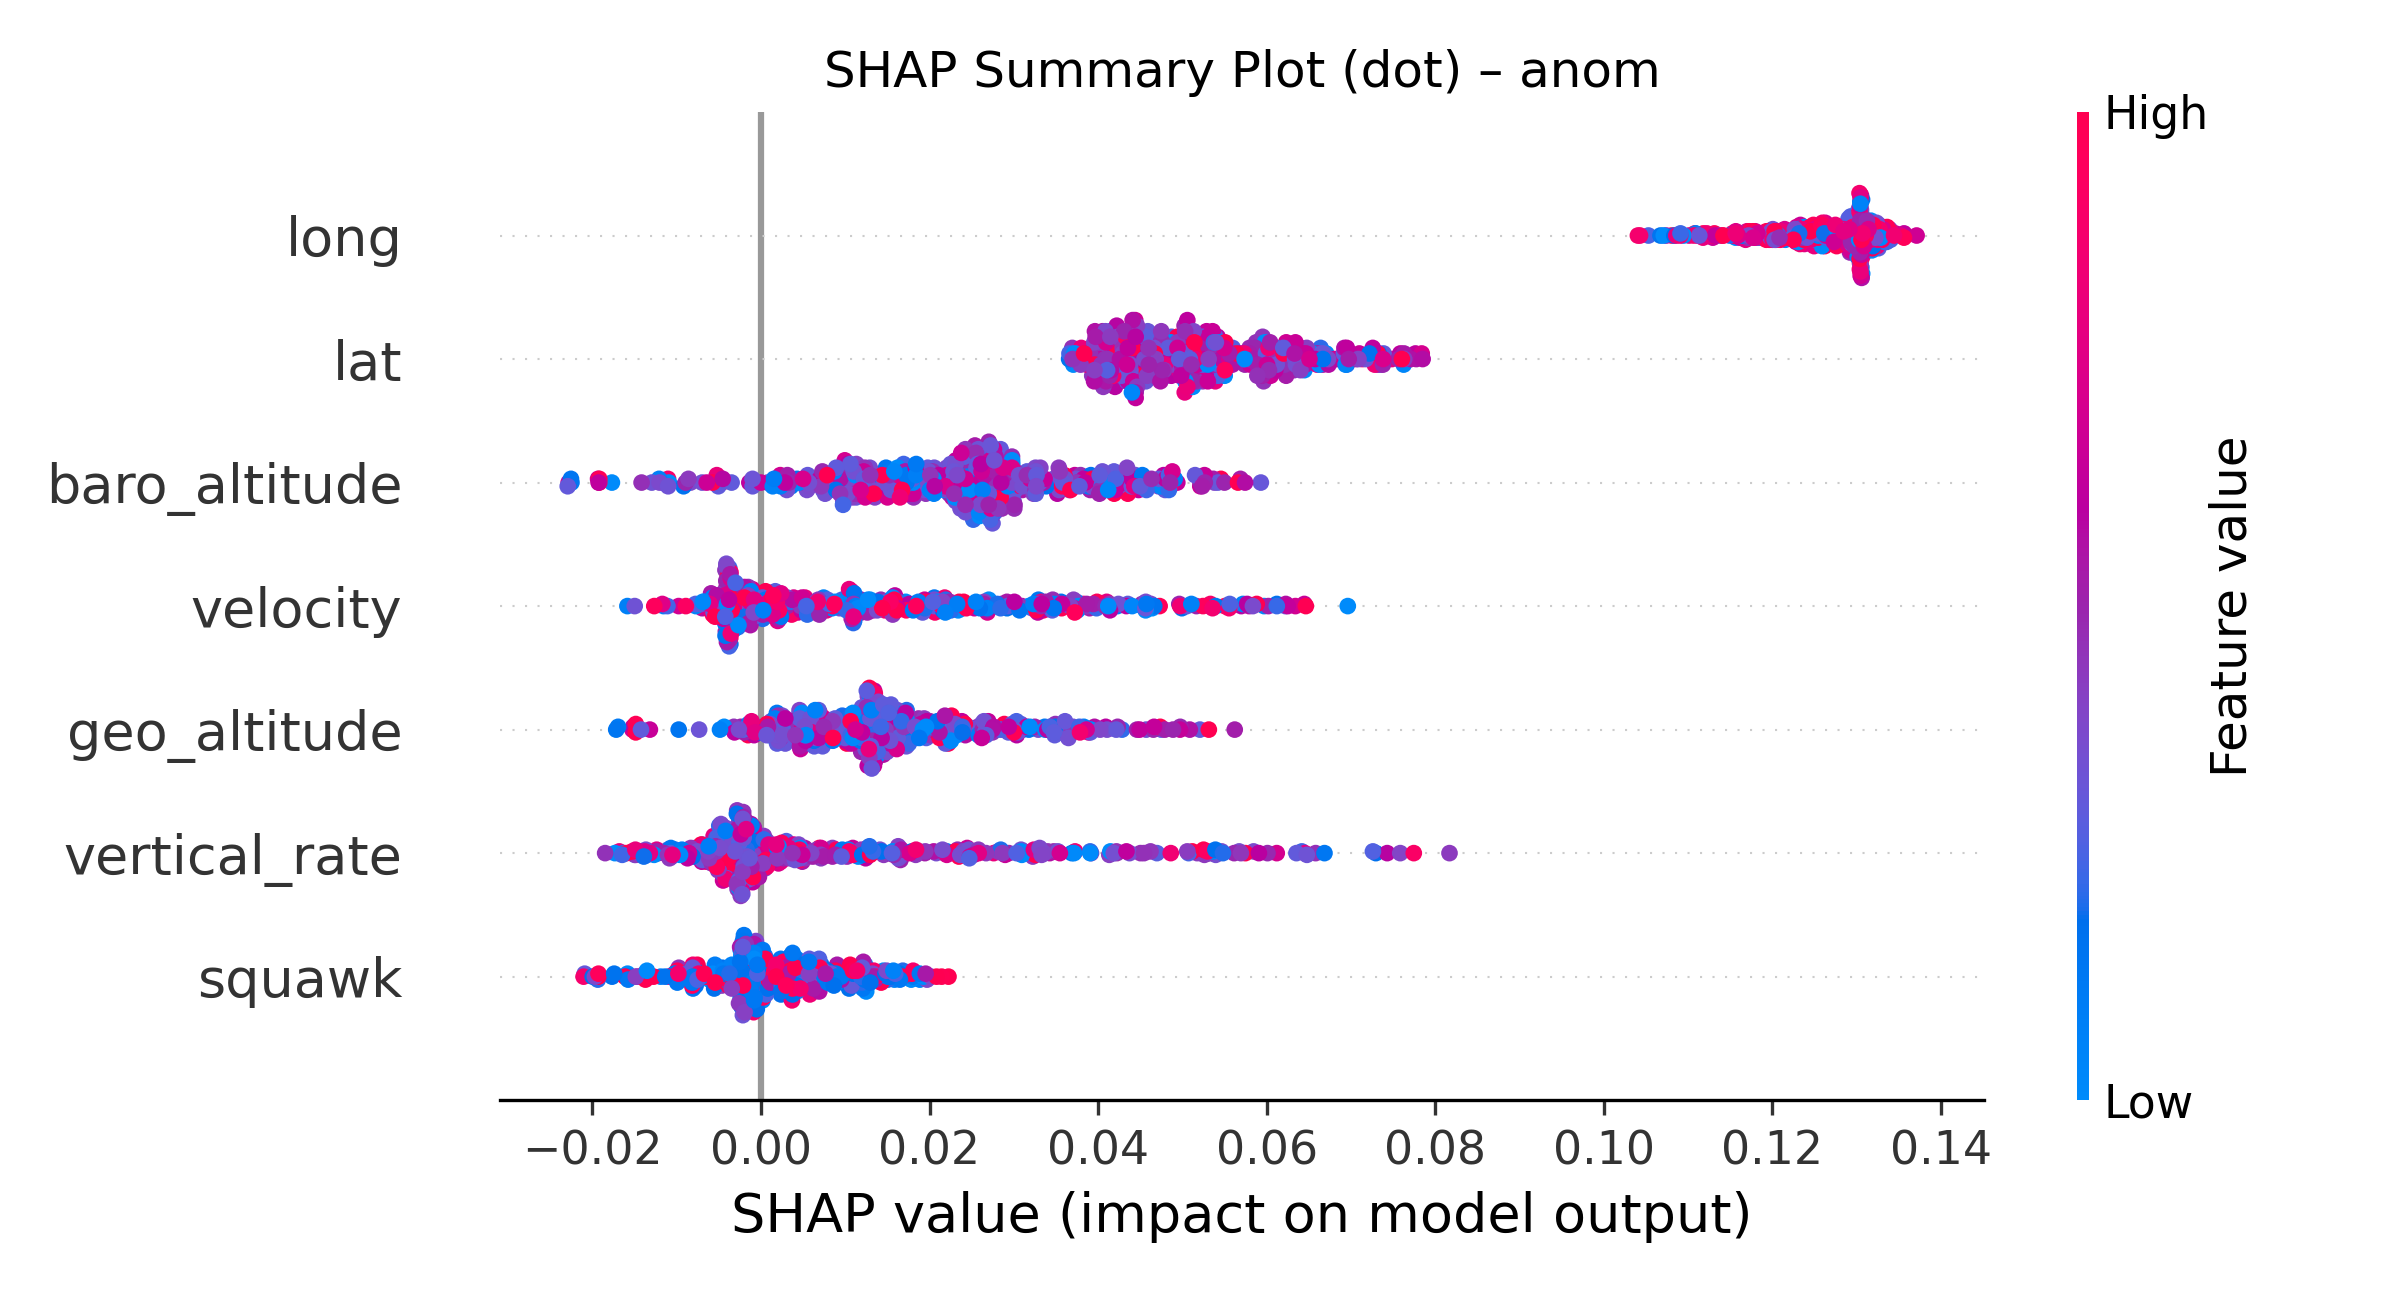 SHAP Summary Plot (dot) – anom
High
long
lat
baro_altitude
velocity
geo_altitude
vertical_rate
squawk
Feature value
Low
−0.02 0.00 0.02 0.04 0.06 0.08 0.10 0.12 0.14
SHAP value (impact on model output)